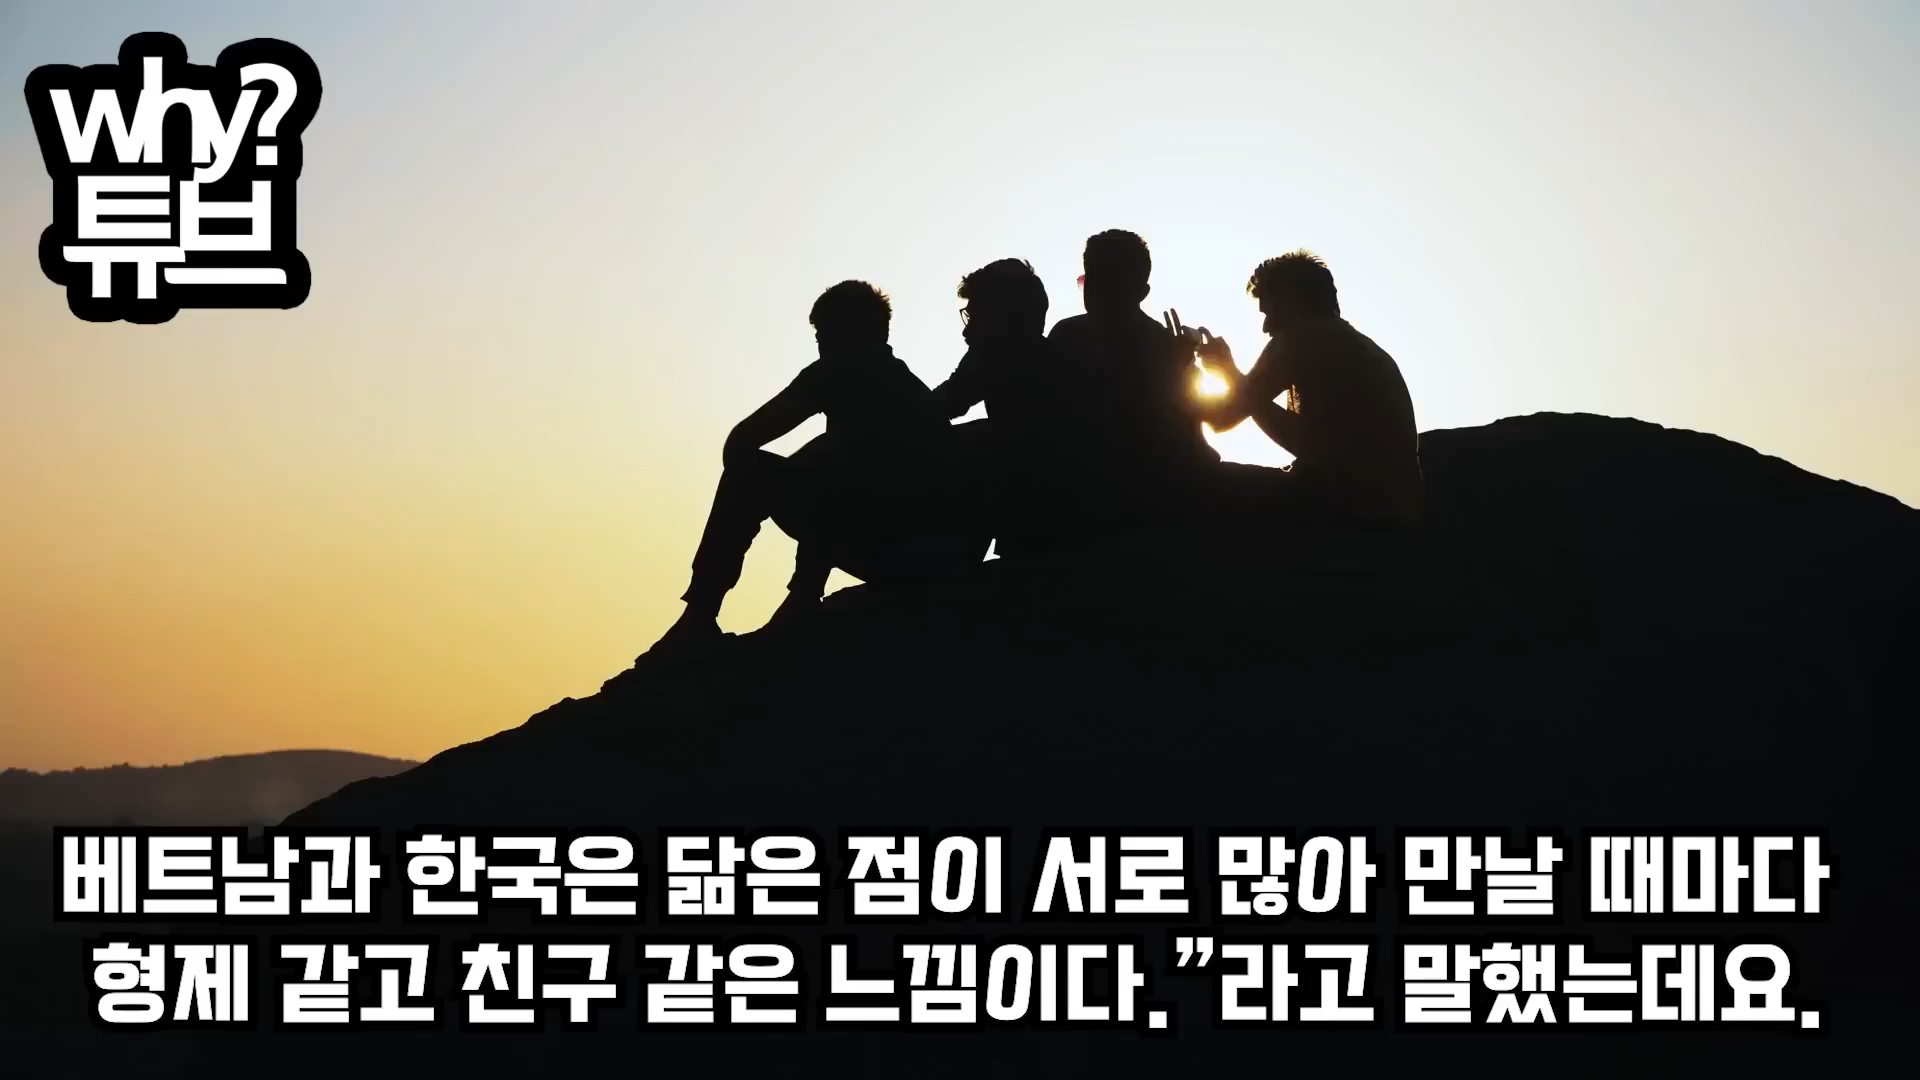 why?
튜브
베트남과 한국은 닮은 점이 서로 많아 만날 때마다
형제 같고 친구 같은 느낌이다.”라고 말했는데요.